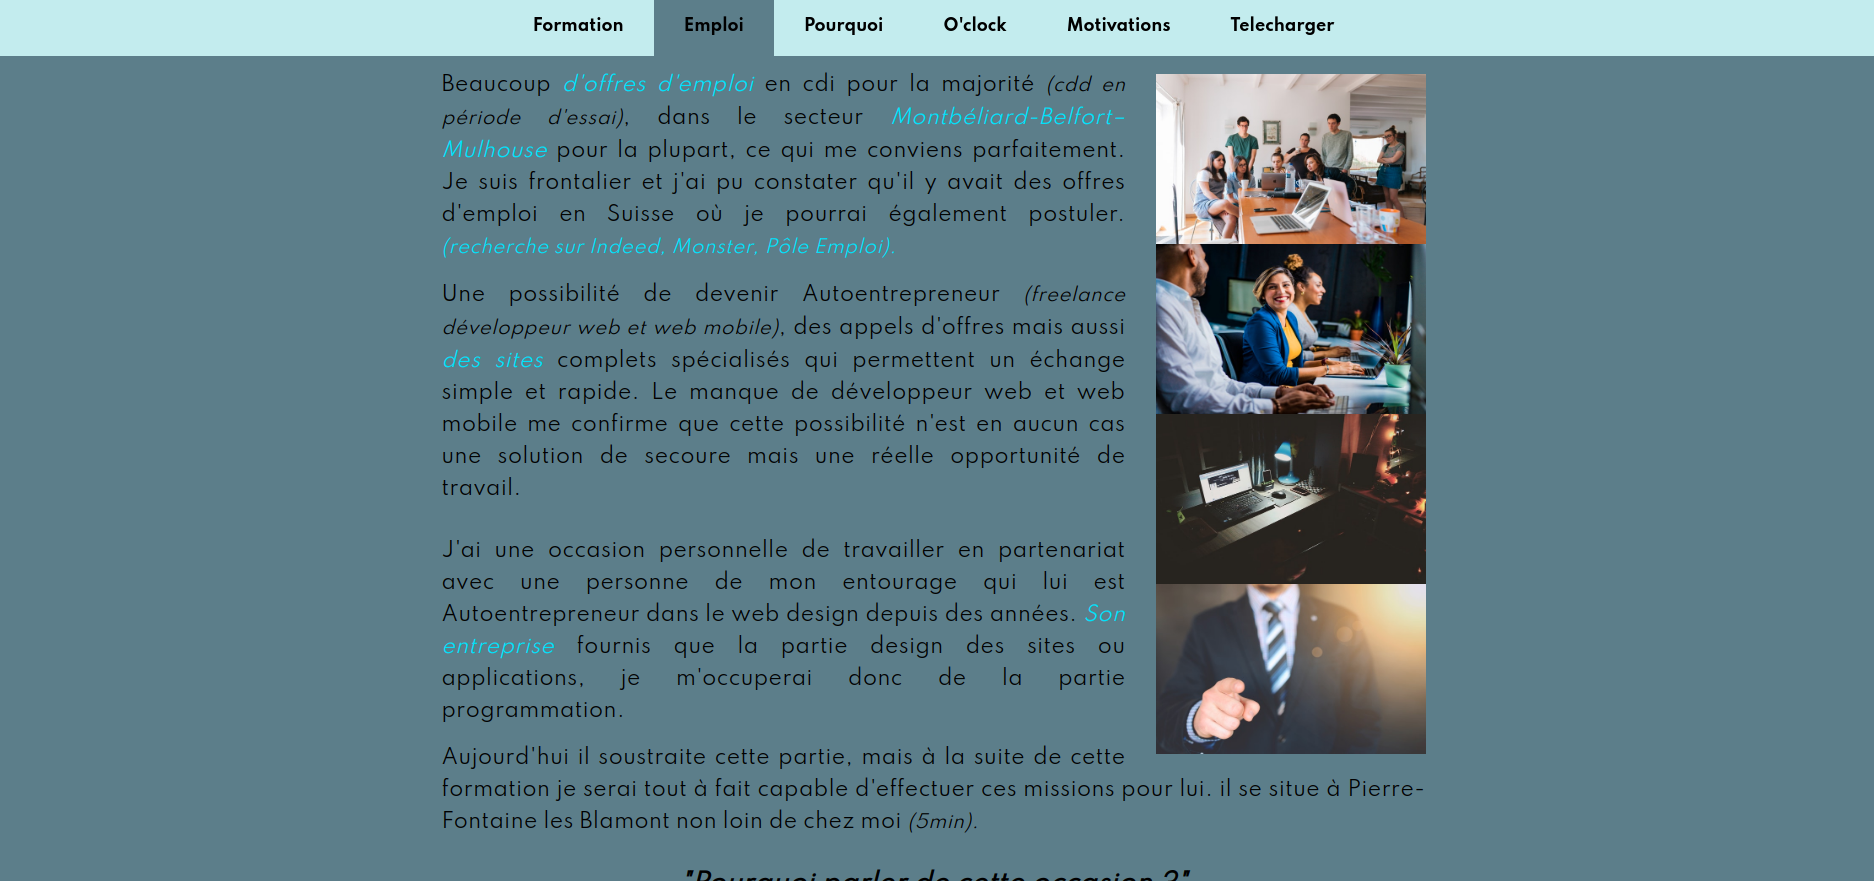 Formation Emploi Pourquoi O'clock Motivations Telecharger
Beaucoup d'offres d'emploi en cdi pour la majorité (cdd en
période d'essai), dans le secteur Montbéliard-Belfort-
Mulhouse pour la plupart, ce qui me conviens parfaitement.
Je suis frontalier et j'ai pu constater qu'il y avait des offres
d'emploi en Suisse où je pourrai également postuler.
(recherche sur Indeed, Monster, Pôle Emploi).
Une possibilité de devenir Autoentrepreneur (freelance
développeur web et web mobile), des appels d'offres mais aussi
des sites complets spécialisés qui permettent un échange
simple et rapide. Le manque de développeur web et web
mobile me confirme que cette possibilité n'est en aucun cas
une solution de secoure mais une réelle opportunité de
travail.
J'ai une occasion personnelle de travailler en partenariat
avec une personne de mon entourage qui lui est
Autoentrepreneur dans le web design depuis des années. Son
entreprise fournis que la partie design des sites ou
applications, je m'occuperai donc de la partie
programmation.
Aujourd'hui il soustraite cette partie, mais à la suite de cette
formation je serai tout à fait capable d'effectuer ces missions pour lui. il se situe à Pierre-
Fontaine les Blamont non loin de chez moi (5min).
"Pourquoi parler de cette occasion ?"